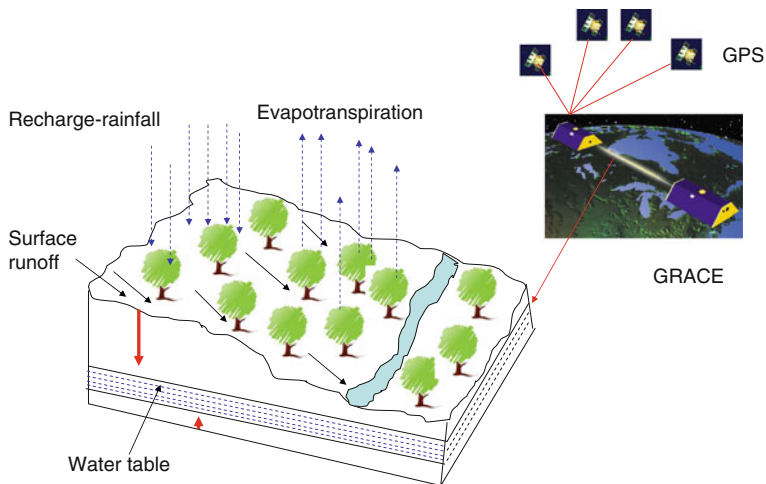 GPS
Recharge-rainfall
Evapotranspiration
Surface
runoff
GRACE
Water table